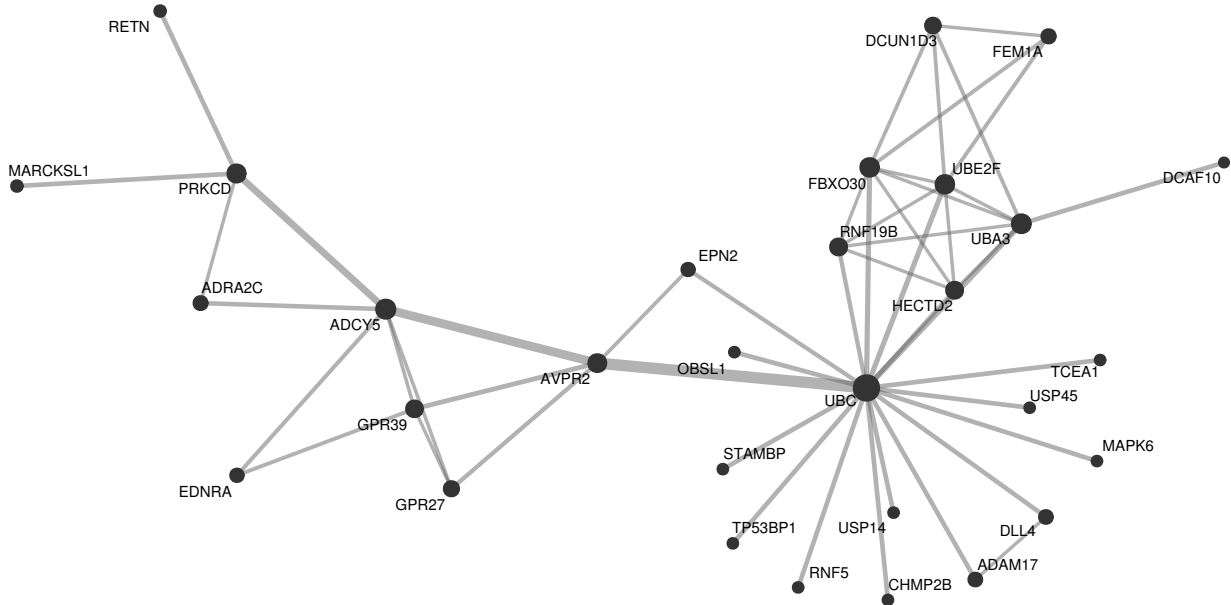 RETN
DCUN1D3
FEM1A
MARCKSL1
PRKCD
FBXO30
UBE2F
DCAF10
RNF19B
UBA3
EPN2
ADRA2C
HECTD2
ADCY5
OBSL1
TCEA1
AVPR2
UBC
USP45
GPR39
MAPK6
STAMBP
EDNRA
GPR27
TP53BP1
USP14
DLL4
RNF5
ADAM17
CHMP2B